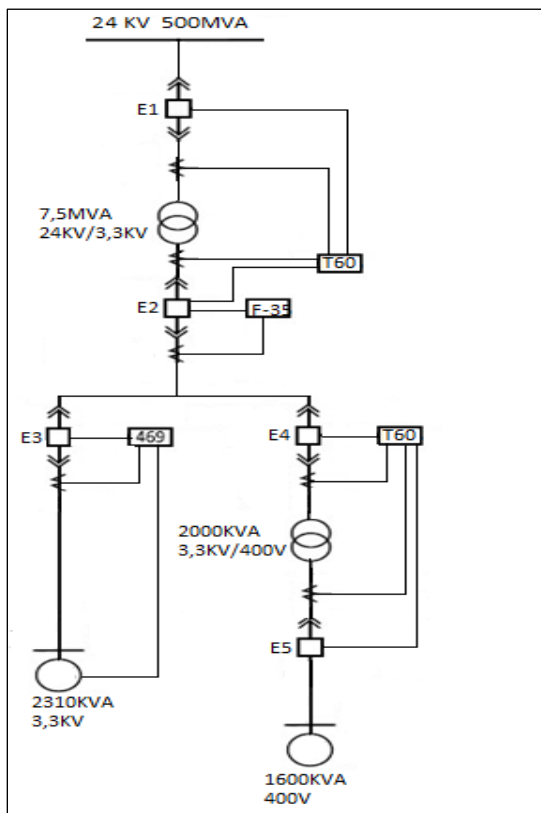 24 KV 500MVA
E1
7,5MVA
24KV/3,3KV
T60
E2
F-35
E3
469
E4
T60
2000KVA
3,3KV/400V
E5
2310KVA
3,3KV
1600KVA
400V